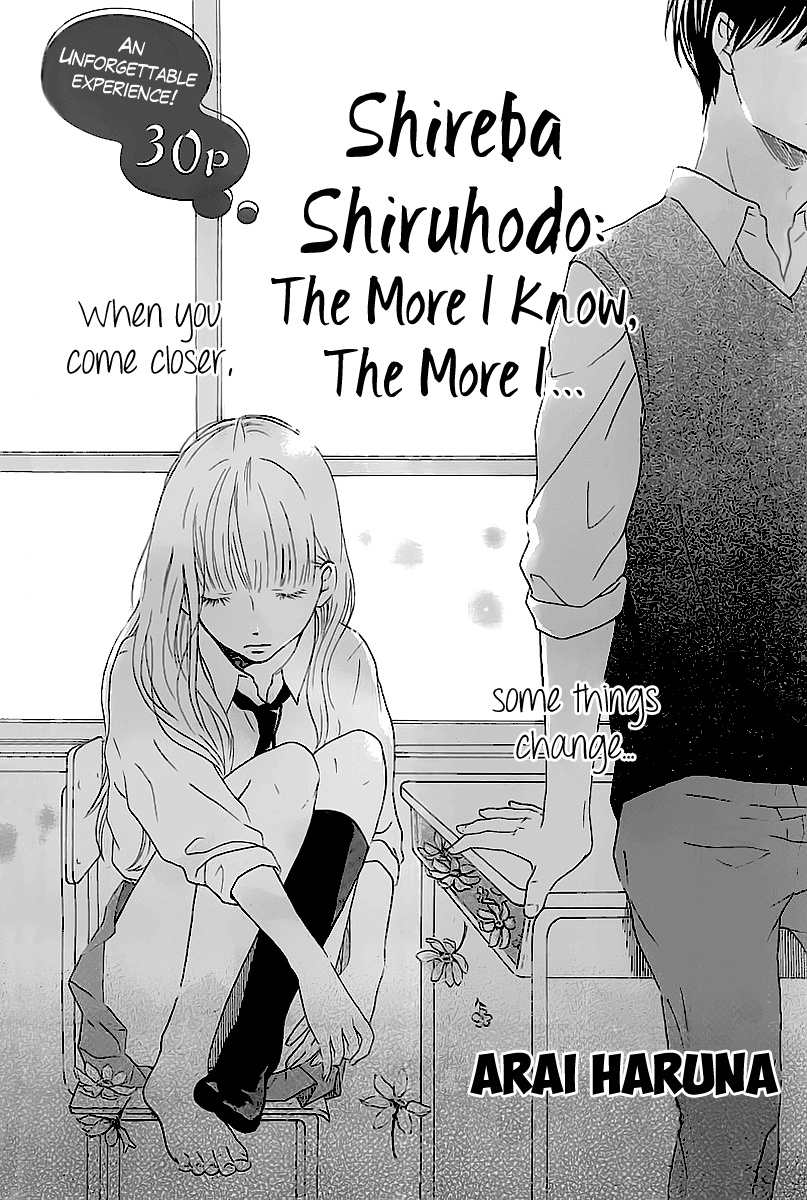 AN
UNFORGETTABLE
EXPERIENCE!
30P
Shireba
Shiruhodo:
The More I Know,
The More I...
When you
come closer,
some things
change...
ARAI HARUNA